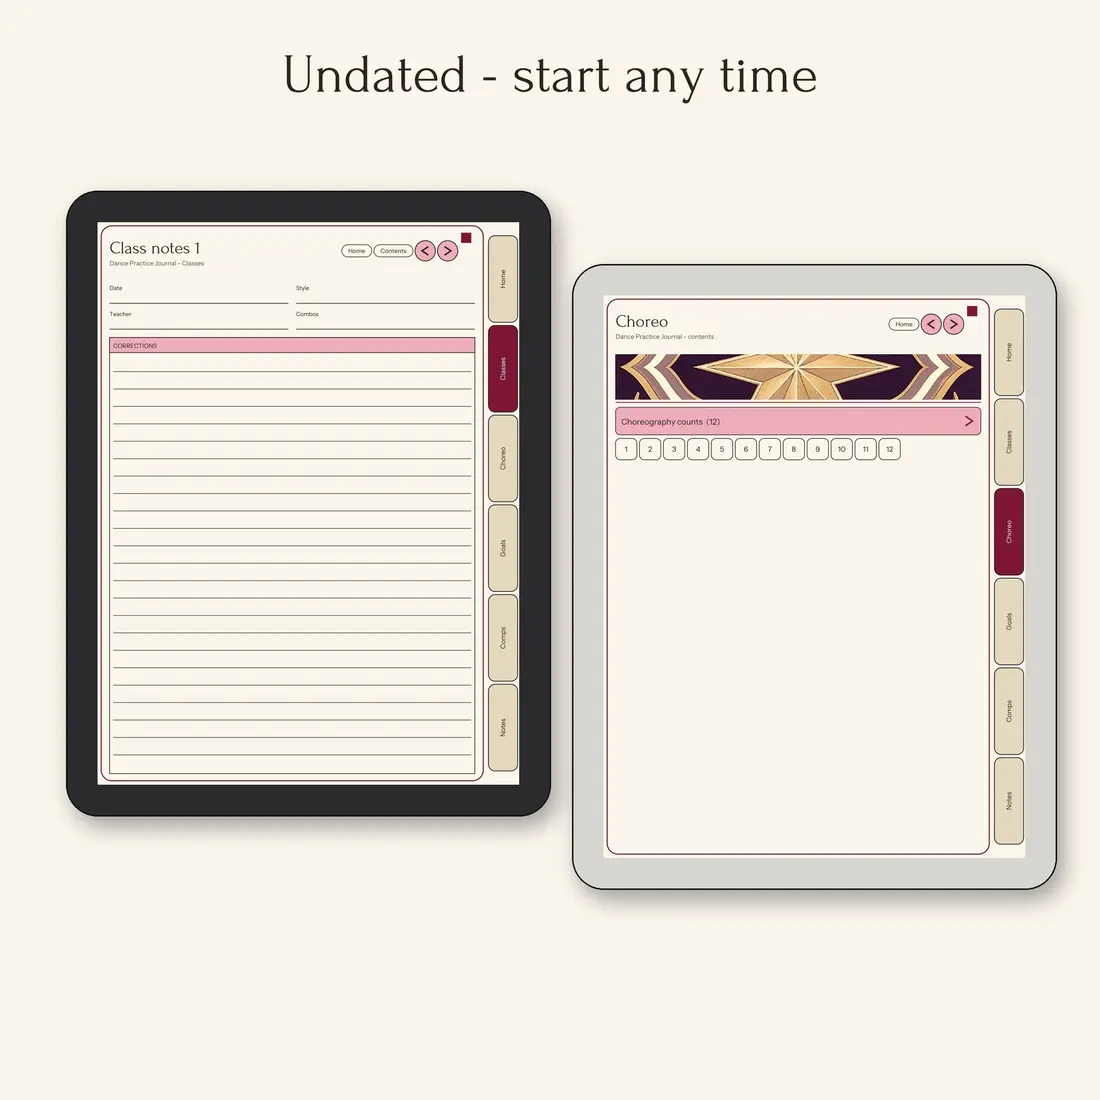 Undated - start any time
Class notes 1
Home
Contents
Dance Practice Journal - Classes
Date
Style
Teacher
Combos
CORRECTIONS
Home
Classes
Choreo
Goals
Comps
Notes
Choreo
Home
Dance Practice Journal - contents
Choreography counts (12)
1 2 3 4 5 6 7 8 9 10 11 12
Home
Classes
Choreo
Goals
Comps
Notes